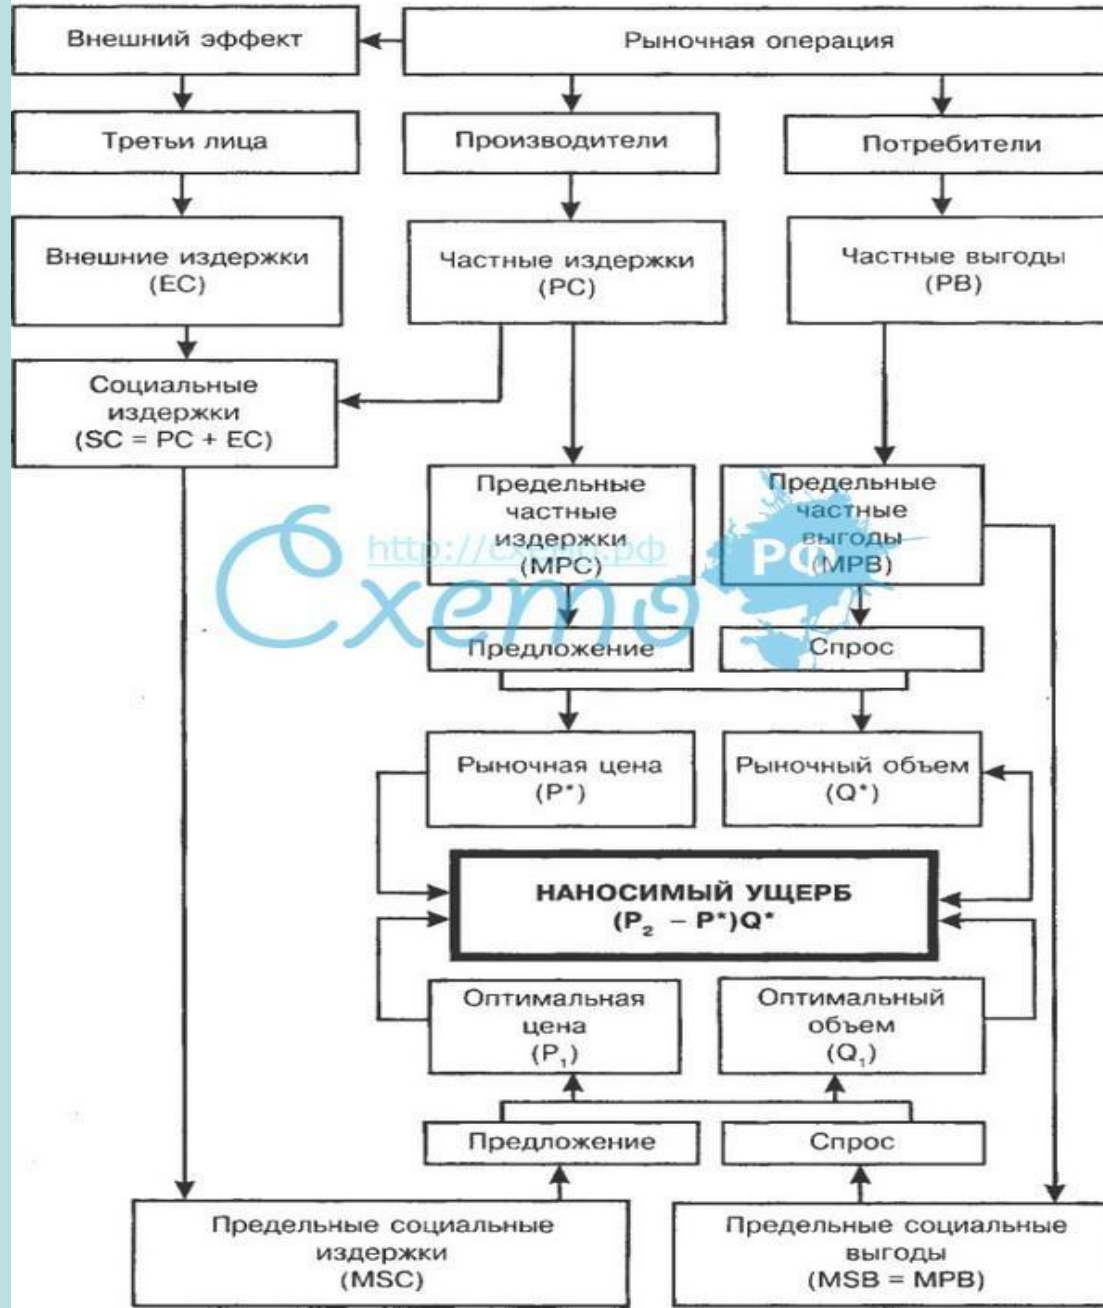 Внешний эффект
Рыночная операция
Третьи лица
Производители
Потребители
Внешние издержки
(EC)
Частные издержки
(PC)
Частные выгоды
(PB)
Социальные
издержки
(SC = PC + EC)
Предельные
частные
издержки
(MPC)
Предельные
частные
выгоды
(MPB)
http://схемо.рф
Схемо
РФ
Предложение
Спрос
Рыночная цена
(P*)
Рыночный объем
(Q*)
НАНОСИМЫЙ УЩЕРБ
(P₂ – P*)Q*
Оптимальная
цена
(P₁)
Оптимальный
объем
(Q₁)
Предложение
Спрос
Предельные социальные
издержки
(MSC)
Предельные социальные
выгоды
(MSB = MPB)